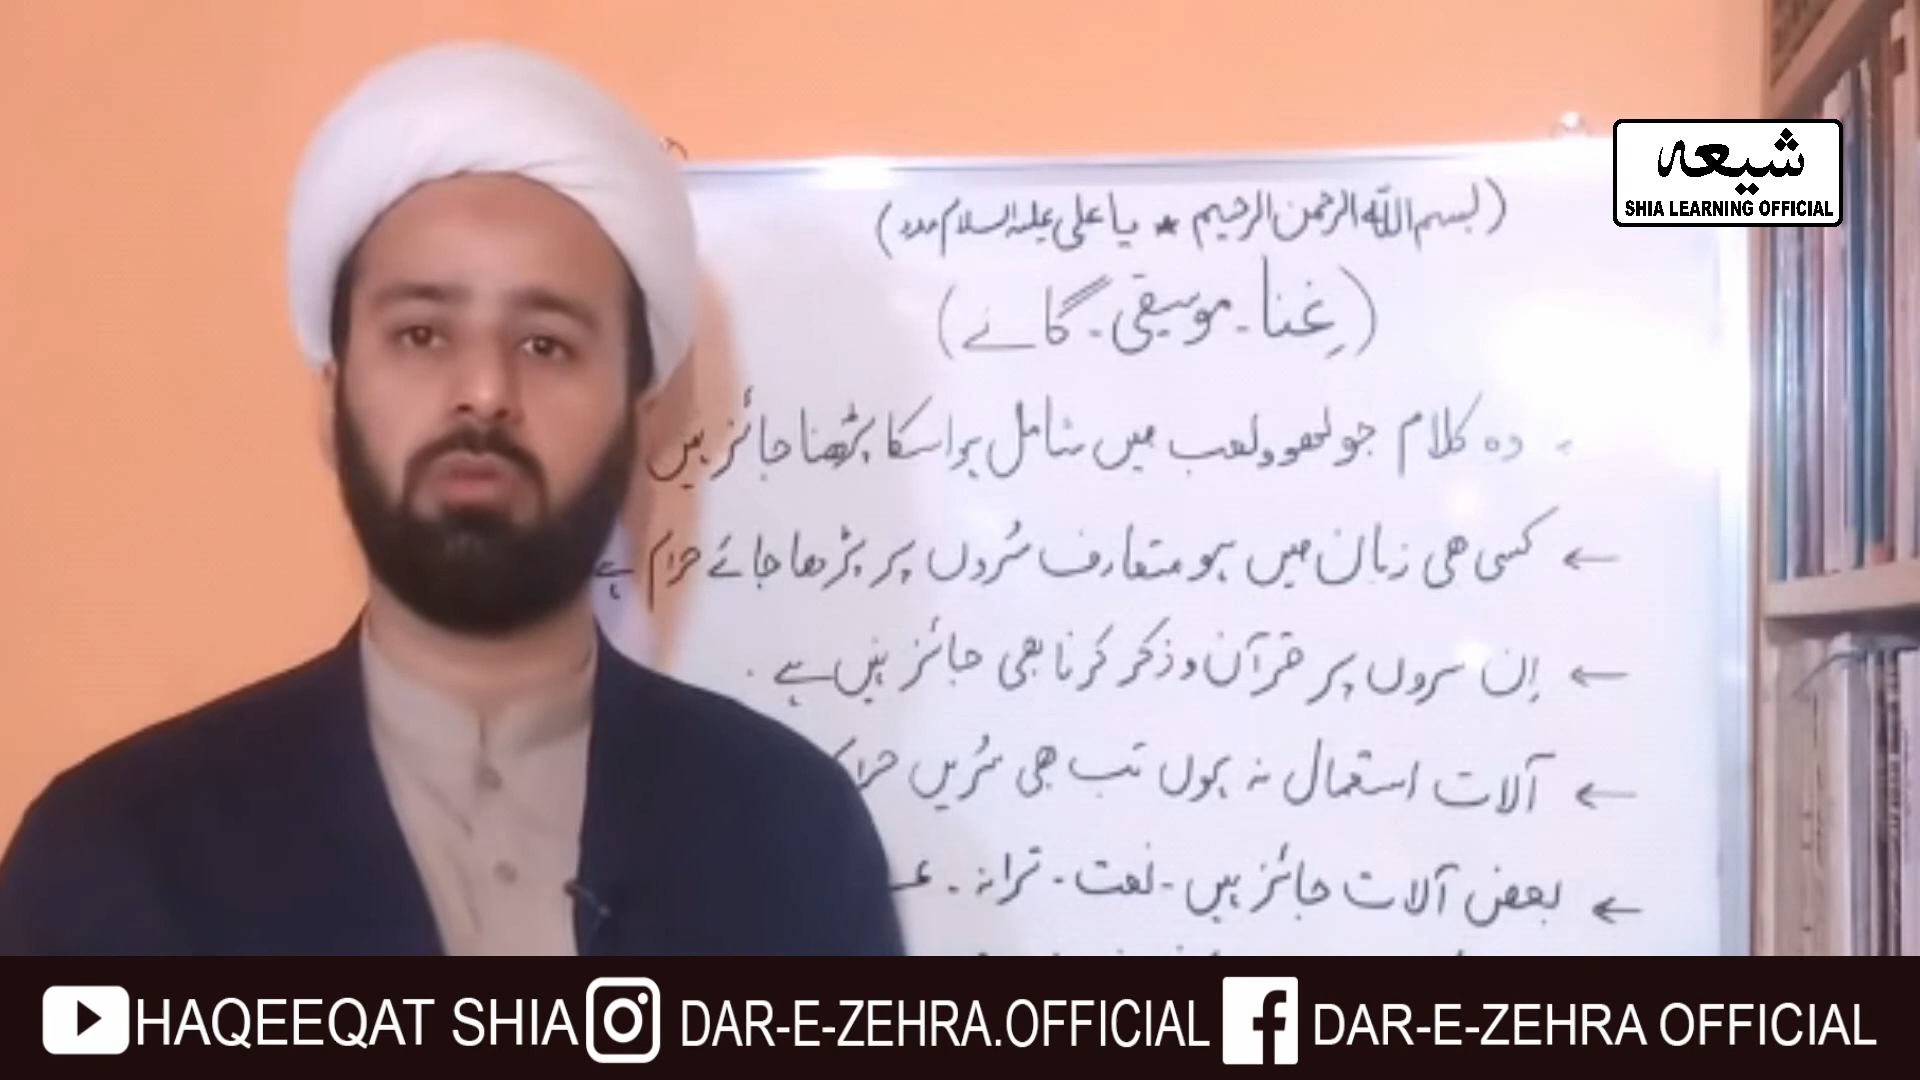 شیعہ
SHIA LEARNING OFFICIAL
(بسم اللہ الرحمن الرحیم * یا علی علیہ السلام مدد)
(غِنا - موسیقی - گانے)
وہ کلام جو لھو و لعب میں شامل ہو اسکا پڑھنا جائز نہیں
← کسی ھی زبان میں ہو متعارف سُروں پر پڑھا جائے حرام ہے
← اِن سروں پر قرآن و ذکر کرنا بھی جائز نہیں ہے .
← آلات استعمال نہ ہوں تب بھی سُریں حرام
← بعض آلات جائز ہیں - نعت - ترانہ -
HAQEEQAT SHIA DAR-E-ZEHRA.OFFICIAL DAR-E-ZEHRA OFFICIAL